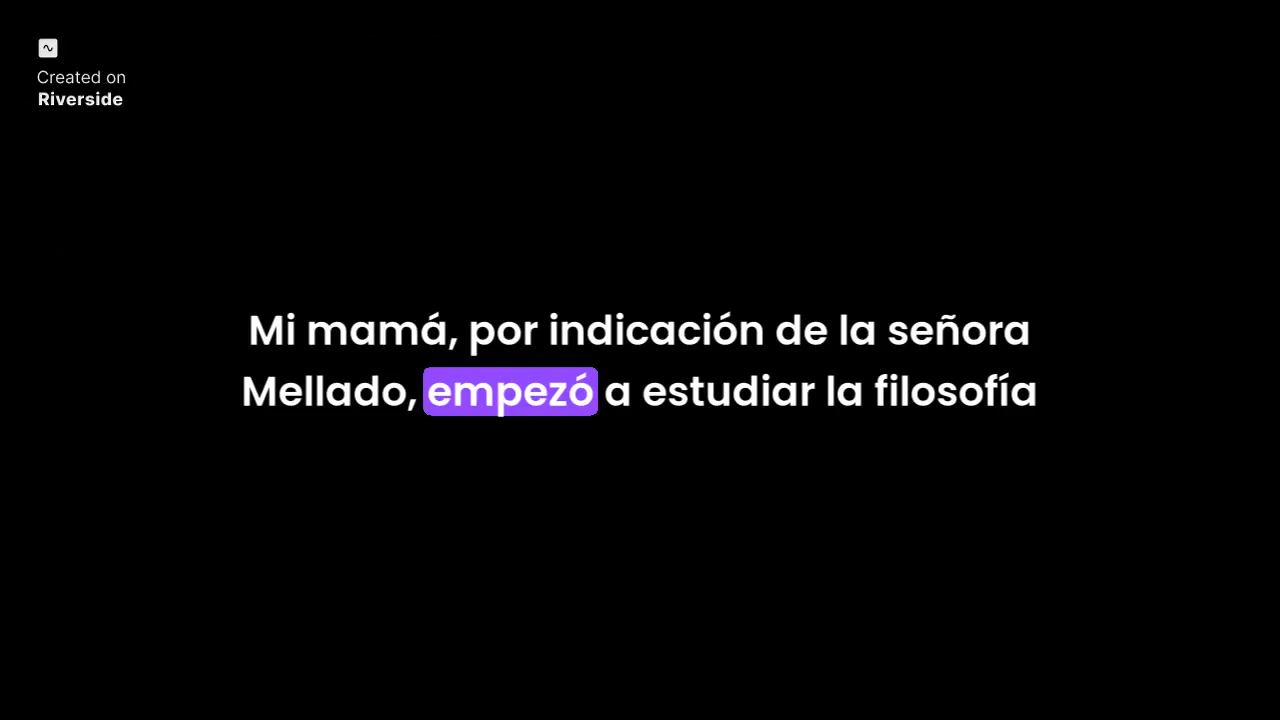 Created on
Riverside
Mi mamá, por indicación de la señora
Mellado, empezó a estudiar la filosofía